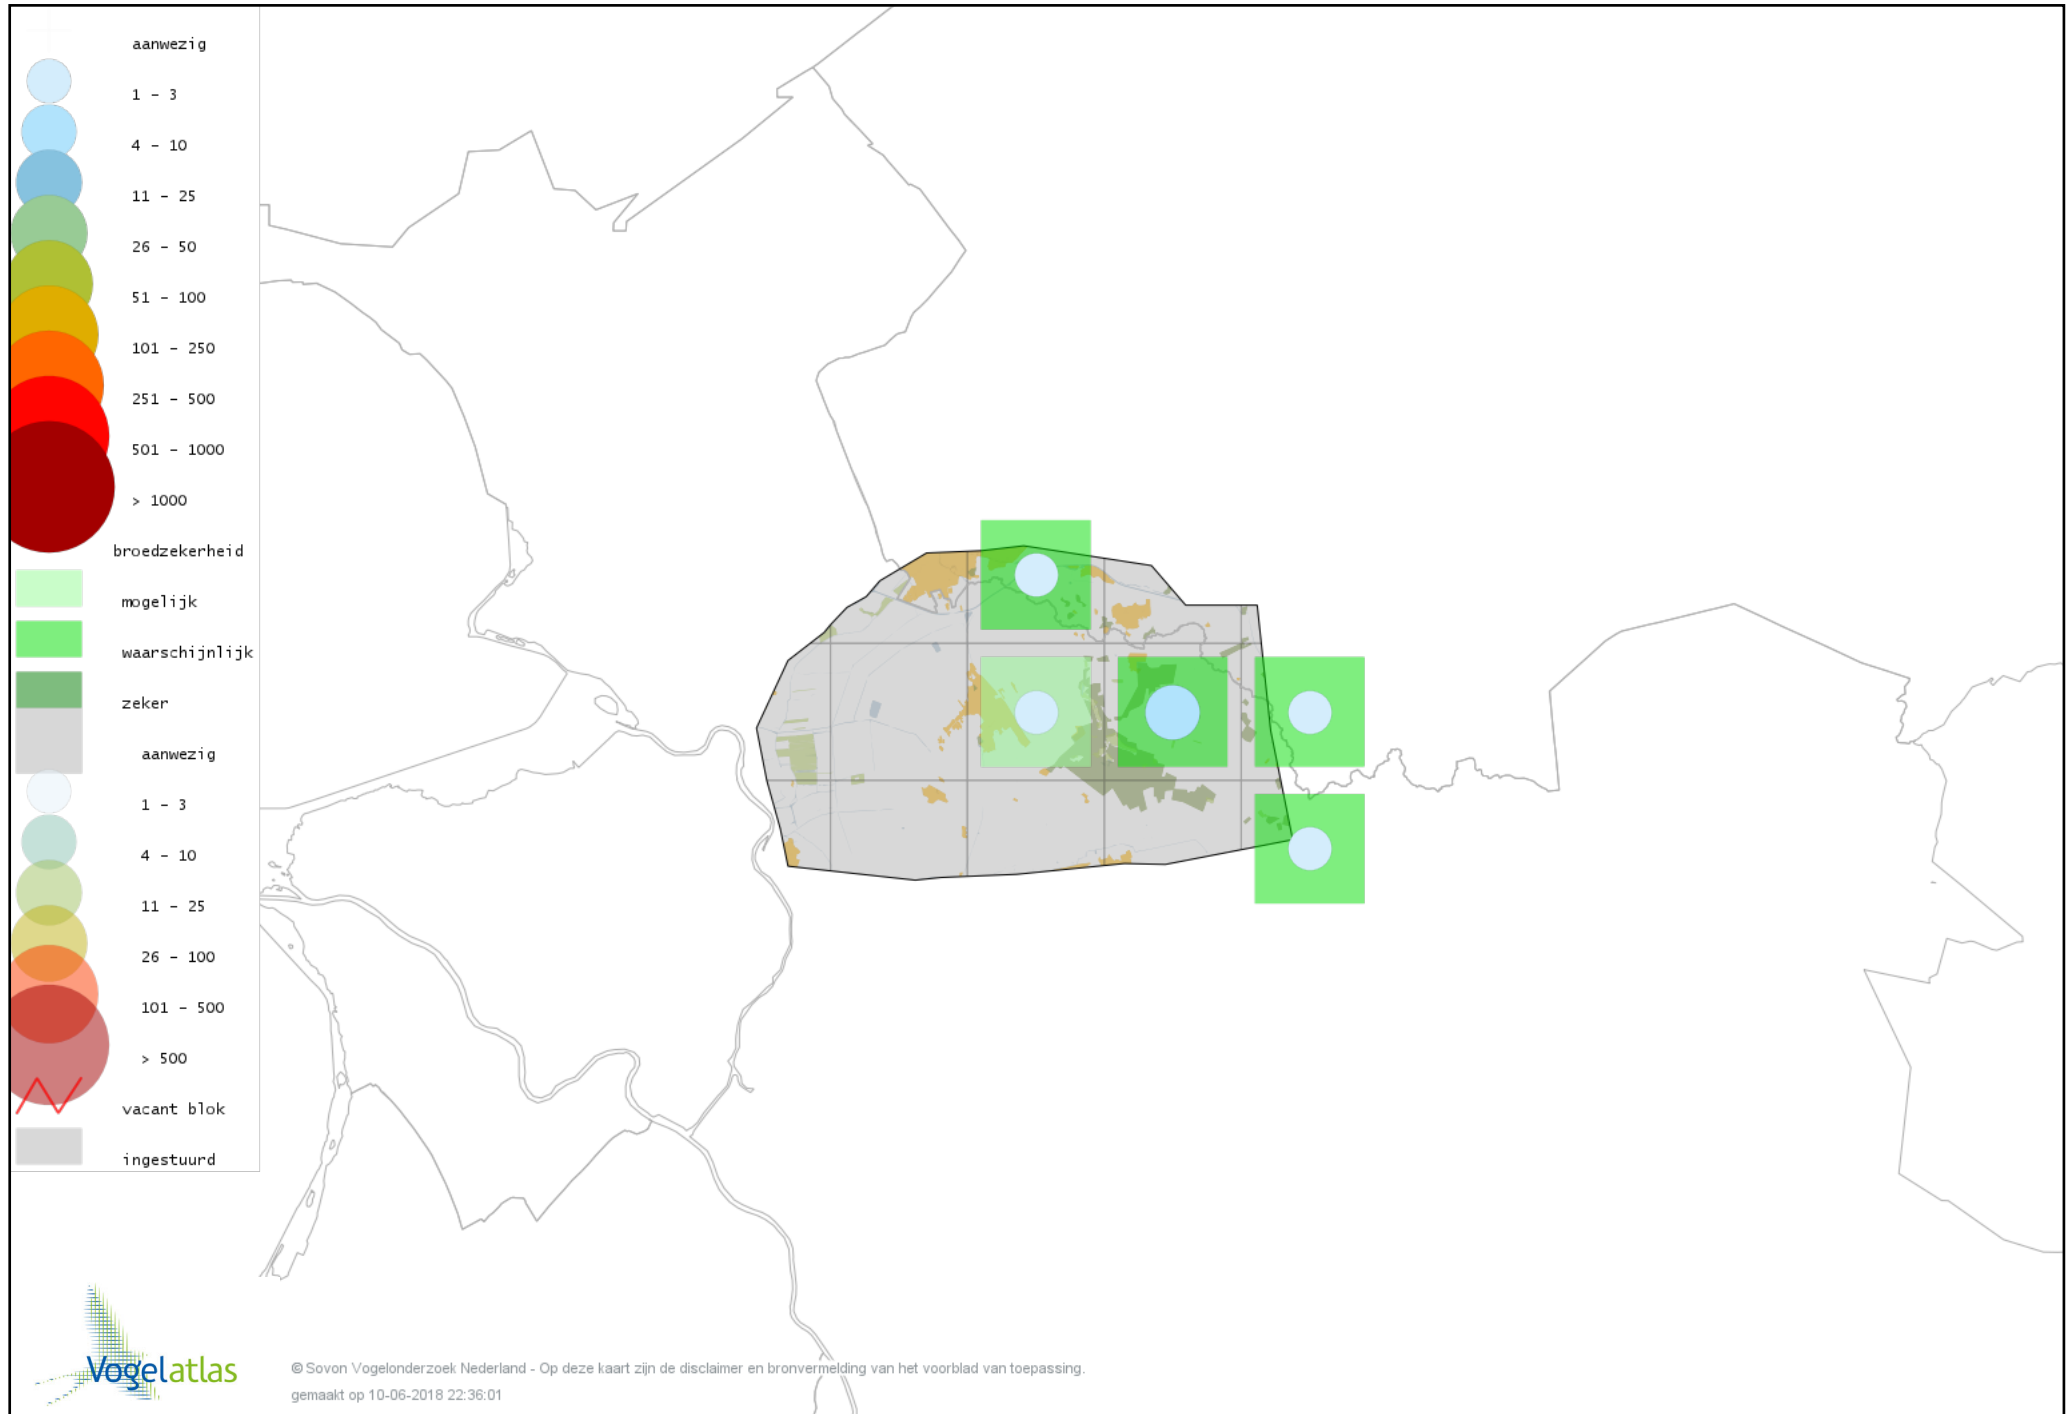 aanwezig
1 - 3
4 - 10
11 - 25
26 - 50
51 - 100
101 - 250
251 - 500
501 - 1000
> 1000
broedzekerheid
mogelijk
waarschijnlijk
zeker
aanwezig
1 - 3
4 - 10
11 - 25
26 - 100
101 - 500
> 500
vacant blok
ingestuurd
Vogelatlas
© Sovon Vogelonderzoek Nederland - Op deze kaart zijn de disclaimer en bronvermelding van het voorblad van toepassing.
gemaakt op 10-06-2018 22:36:01